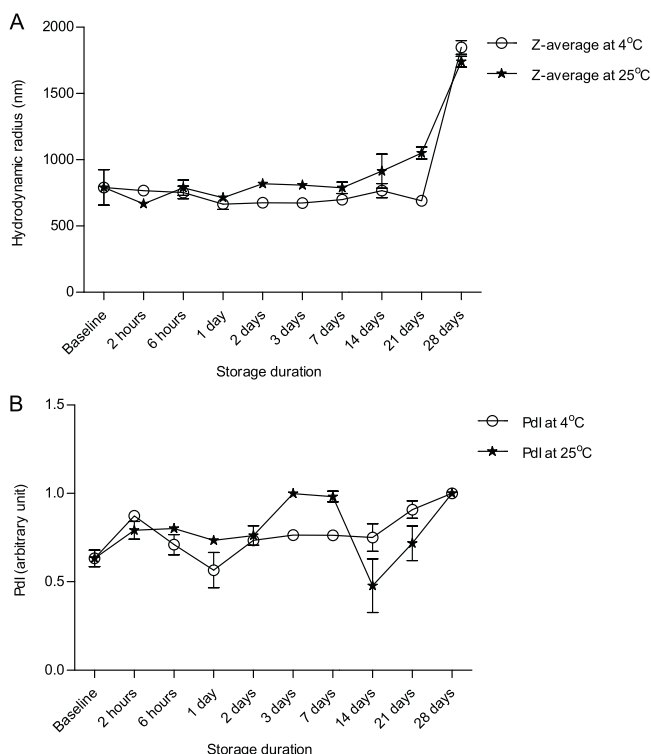 A
2000
1500
1000
500
0
Hydrodynamic radius (nm)
Z-average at 4°C
Z-average at 25°C
Baseline
2 hours
6 hours
1 day
2 days
3 days
7 days
14 days
21 days
28 days
Storage duration
B
1.5
1.0
0.5
0.0
PdI (arbitrary unit)
PdI at 4°C
PdI at 25°C
Baseline
2 hours
6 hours
1 day
2 days
3 days
7 days
14 days
21 days
28 days
Storage duration